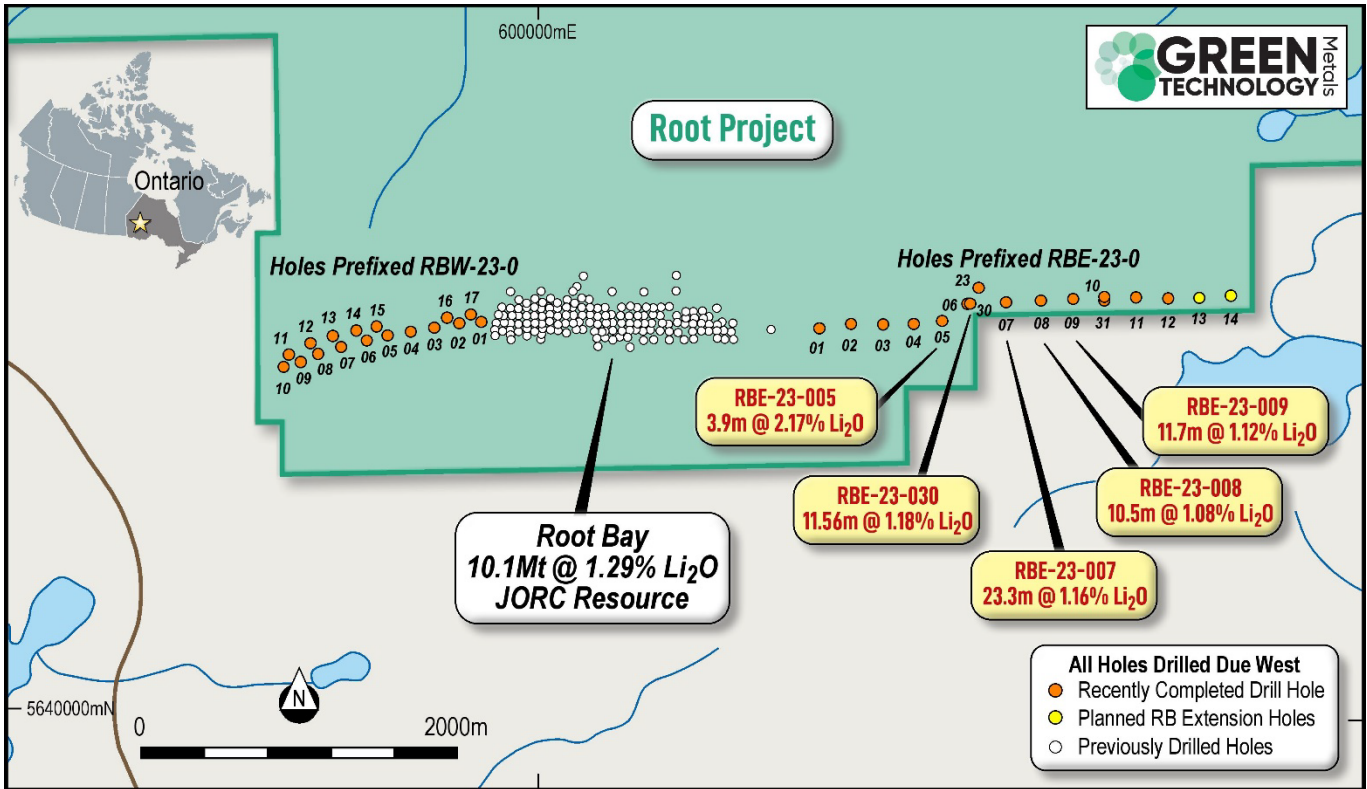 600000mE
GREEN
TECHNOLOGY
Metals
Root Project
Ontario
Holes Prefixed RBW-23-0
Holes Prefixed RBE-23-0
11
12
13
14
15
16
17
10
09
08
07
06
05
04
03
02
01
01
02
03
04
05
06
23
30
07
08
09
10
31
11
12
13
14
RBE-23-005
3.9m @ 2.17% Li₂O
RBE-23-009
11.7m @ 1.12% Li₂O
RBE-23-030
11.56m @ 1.18% Li₂O
RBE-23-008
10.5m @ 1.08% Li₂O
RBE-23-007
23.3m @ 1.16% Li₂O
Root Bay
10.1Mt @ 1.29% Li₂O
JORC Resource
All Holes Drilled Due West
Recently Completed Drill Hole
Planned RB Extension Holes
Previously Drilled Holes
5640000mN
N
0
2000m